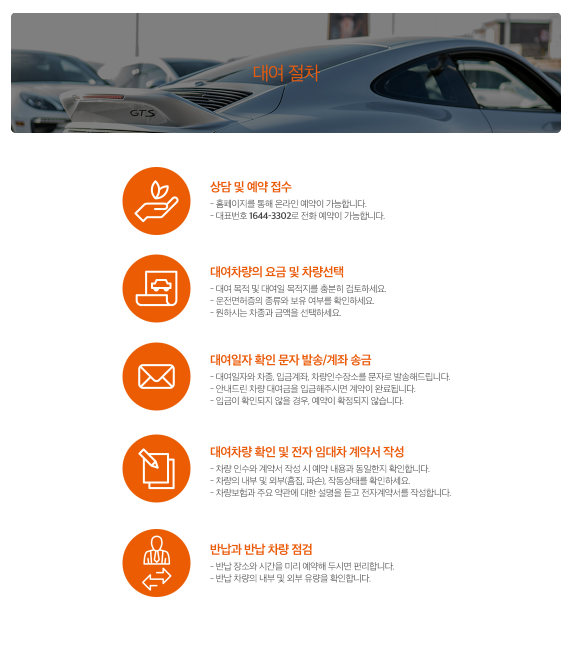 대여 절차
GTS
상담 및 예약 접수
- 홈페이지를 통해 온라인 예약이 가능합니다.
- 대표번호 1644-3302로 전화 예약이 가능합니다.
대여차량의 요금 및 차량선택
- 대여 목적 및 대여일 목적지를 충분히 검토하세요.
- 운전면허증의 종류와 보유 여부를 확인하세요.
- 원하시는 차종과 금액을 선택하세요.
대여일자 확인 문자 발송/계좌 송금
- 대여일자와 차종, 입금계좌, 차량인수장소를 문자로 발송해드립니다.
- 안내드린 차량 대여금을 입금해주시면 계약이 완료됩니다.
- 입금이 확인되지 않을 경우, 예약이 확정되지 않습니다.
대여차량 확인 및 전자 임대차 계약서 작성
- 차량 인수와 계약서 작성 시 예약 내용과 동일한지 확인합니다.
- 차량의 내부 및 외부(흠집, 파손), 작동상태를 확인하세요.
- 차량보험과 주요 약관에 대한 설명을 듣고 전자계약서를 작성합니다.
반납과 반납 차량 점검
- 반납 장소와 시간을 미리 예약해 두시면 편리합니다.
- 반납 차량의 내부 및 외부 유량을 확인합니다.